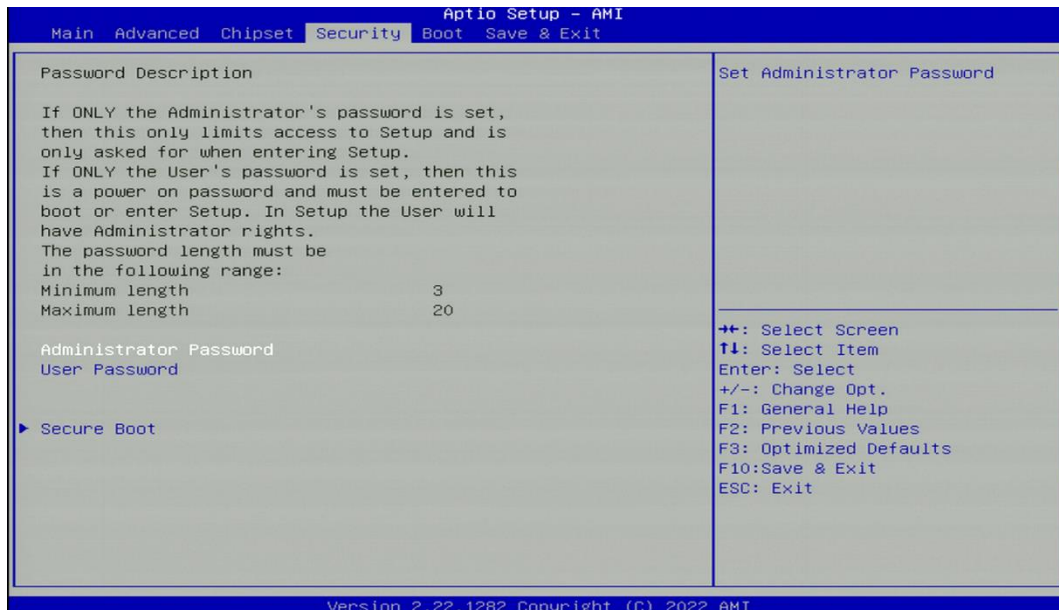 Aptio Setup – AMI
Main Advanced Chipset Security Boot Save & Exit
Password Description
If ONLY the Administrator's password is set,
then this only limits access to Setup and is
only asked for when entering Setup.
If ONLY the User's password is set, then this
is a power on password and must be entered to
boot or enter Setup. In Setup the User will
have Administrator rights.
The password length must be
in the following range:
Minimum length 3
Maximum length 20
Administrator Password
User Password
▶ Secure Boot
Set Administrator Password
→←: Select Screen
↑↓: Select Item
Enter: Select
+/-: Change Opt.
F1: General Help
F2: Previous Values
F3: Optimized Defaults
F10:Save & Exit
ESC: Exit
Version 2.22.1282 Copyright (C) 2022 AMI